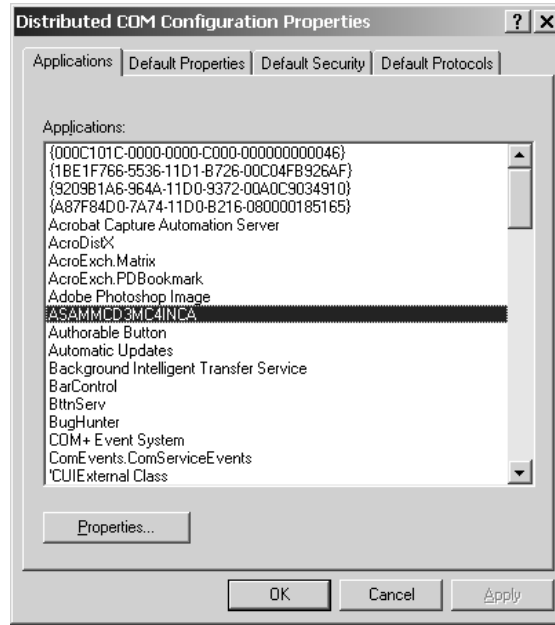 Distributed COM Configuration Properties
Applications Default Properties Default Security Default Protocols
Applications:
{000C101C-0000-0000-C000-000000000046}
{1BE1F766-5536-11D1-B726-00C04FB926AF}
{9209B1A6-964A-11D0-9372-00A0C9034910}
{A87F84D0-7A74-11D0-B216-080000185165}
Acrobat Capture Automation Server
AcroDistX
AcroExch.Matrix
AcroExch.PDBookmark
Adobe Photoshop Image
ASAMMCD3MC4INCA
Authorable Button
Automatic Updates
Background Intelligent Transfer Service
BarControl
BttnServ
BugHunter
COM+ Event System
ComEvents.ComServiceEvents
'CUIExternal Class
Properties...
OK Cancel Apply